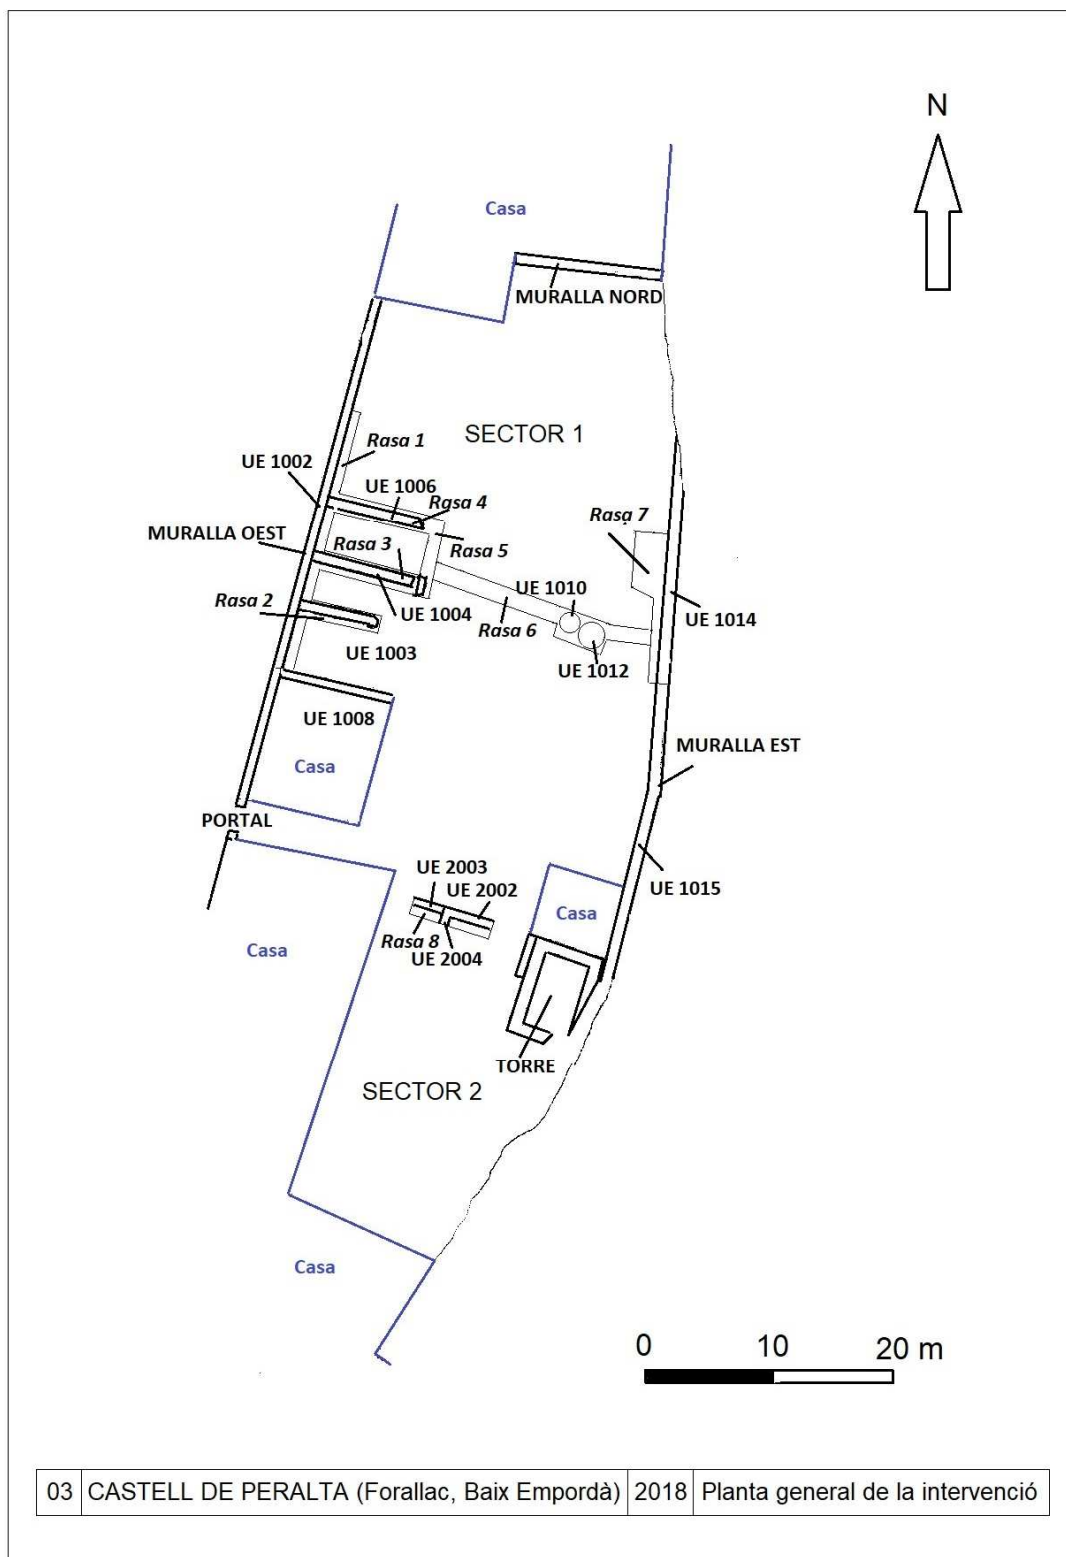 N
Casa
MURALLA NORD
SECTOR 1
Rasa 1
UE 1002
UE 1006
Rasa 4
Rasa 7
MURALLA OEST
Rasa 3
Rasa 5
UE 1010
Rasa 2
UE 1004
Rasa 6
UE 1014
UE 1003
UE 1012
UE 1008
MURALLA EST
Casa
PORTAL
UE 2003
UE 2002
UE 1015
Casa
Rasa 8
UE 2004
Casa
TORRE
SECTOR 2
Casa
0 10 20 m
03 CASTELL DE PERALTA (Forallac, Baix Empordà) 2018 Planta general de la intervenció